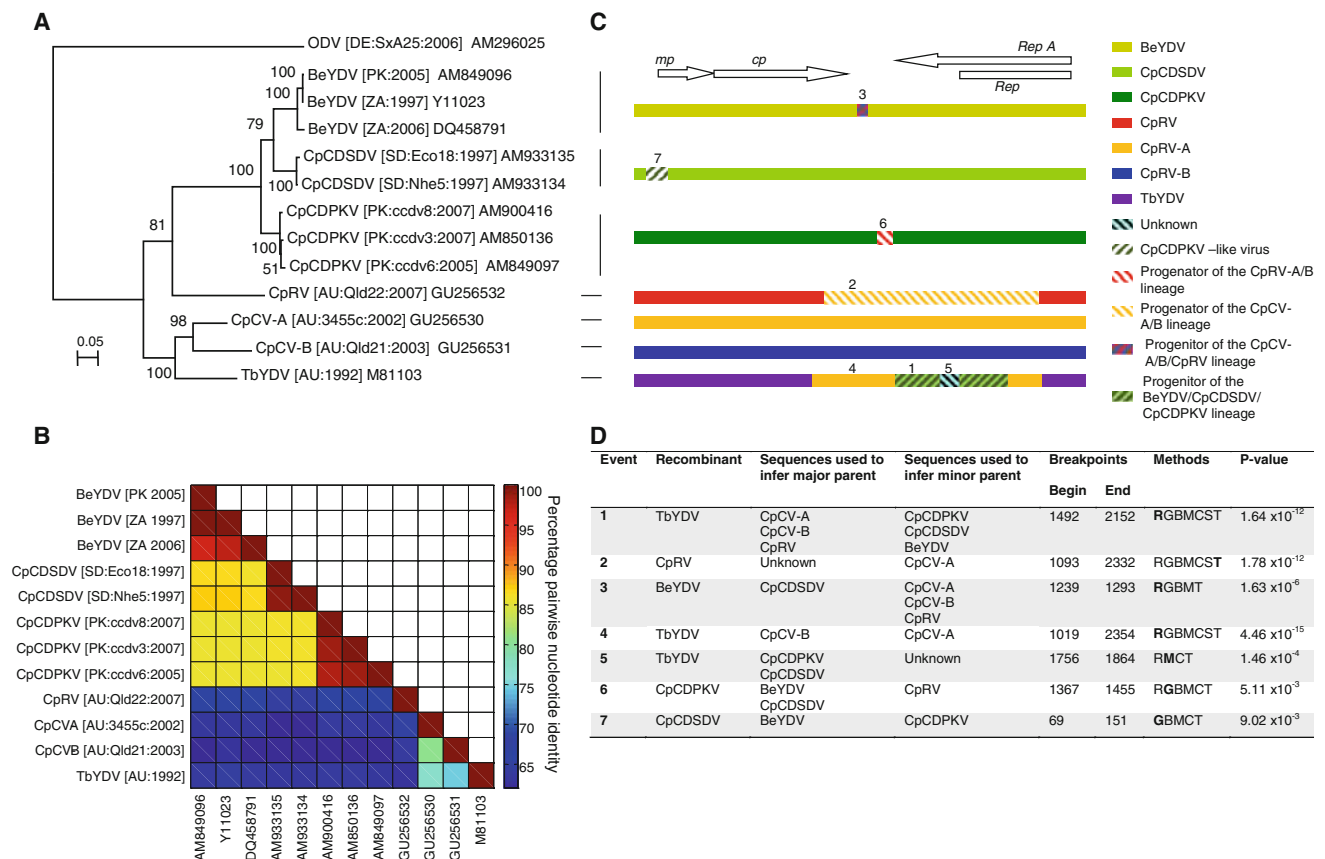 A
ODV [DE:SxA25:2006] AM296025
100
BeYDV [PK:2005] AM849096
100
BeYDV [ZA:1997] Y11023
79
BeYDV [ZA:2006] DQ458791
CpCDSDV [SD:Eco18:1997] AM933135
100
100
CpCDSDV [SD:Nhe5:1997] AM933134
CpCDPKV [PK:ccdv8:2007] AM900416
81
100
CpCDPKV [PK:ccdv3:2007] AM850136
51
CpCDPKV [PK:ccdv6:2005] AM849097
CpRV [AU:Qld22:2007] GU256532
98
CpCV-A [AU:3455c:2002] GU256530
CpCV-B [AU:Qld21:2003] GU256531
0.05
100
TbYDV [AU:1992] M81103
C
mp
cp
Rep A
Rep
3
7
6
2
4
1
5
BeYDV
CpCDSDV
CpCDPKV
CpRV
CpRV-A
CpRV-B
TbYDV
Unknown
CpCDPKV –like virus
Progenator of the CpRV-A/B
lineage
Progenator of the CpCV-
A/B lineage
Progenitor of the CpCV-
A/B/CpRV lineage
Progenitor of the
BeYDV/CpCDSDV/
CpCDPKV lineage
B
BeYDV [PK 2005]
BeYDV [ZA 1997]
BeYDV [ZA 2006]
CpCDSDV [SD:Eco18:1997]
CpCDSDV [SD:Nhe5:1997]
CpCDPKV [PK:ccdv8:2007]
CpCDPKV [PK:ccdv3:2007]
CpCDPKV [PK:ccdv6:2005]
CpRV [AU:Qld22:2007]
CpCVA [AU:3455c:2002]
CpCVB [AU:Qld21:2003]
TbYDV [AU:1992]
AM849096
Y11023
DQ458791
AM933135
AM933134
AM900416
AM850136
AM849097
GU256532
GU256530
GU256531
M81103
100
95
90
85
80
75
70
65
Percentage pairwise nucleotide identity
D
Event Recombinant Sequences used to infer major parent Sequences used to infer minor parent Breakpoints Methods P-value
Begin End
1 TbYDV CpCV-A CpCDPKV 1492 2152 RGBMCST 1.64 x10-12
CpCV-B CpCDSDV
CpRV BeYDV
2 CpRV Unknown CpCV-A 1093 2332 RGBMCST 1.78 x10-12
3 BeYDV CpCDSDV CpCV-A 1239 1293 RGBMT 1.63 x10-6
CpCV-B
CpRV
4 TbYDV CpCV-B CpCV-A 1019 2354 RGBMCST 4.46 x10-15
5 TbYDV CpCDPKV Unknown 1756 1864 RMCT 1.46 x10-4
CpCDSDV
6 CpCDPKV BeYDV CpRV 1367 1455 RGBMCT 5.11 x10-3
CpCDSDV
7 CpCDSDV BeYDV CpCDPKV 69 151 GBMCT 9.02 x10-3